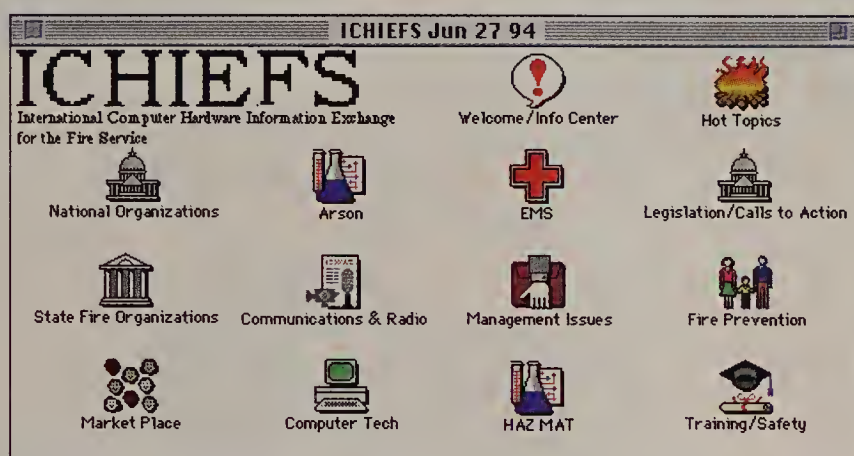 ICHIEFS Jun 27 94
ICHIEFS
International Computer Hardware Information Exchange
for the Fire Service
Welcome/Info Center
Hot Topics
National Organizations
Arson
EMS
Legislation/Calls to Action
State Fire Organizations
Communications & Radio
Management Issues
Fire Prevention
Market Place
Computer Tech
HAZ MAT
Training/Safety